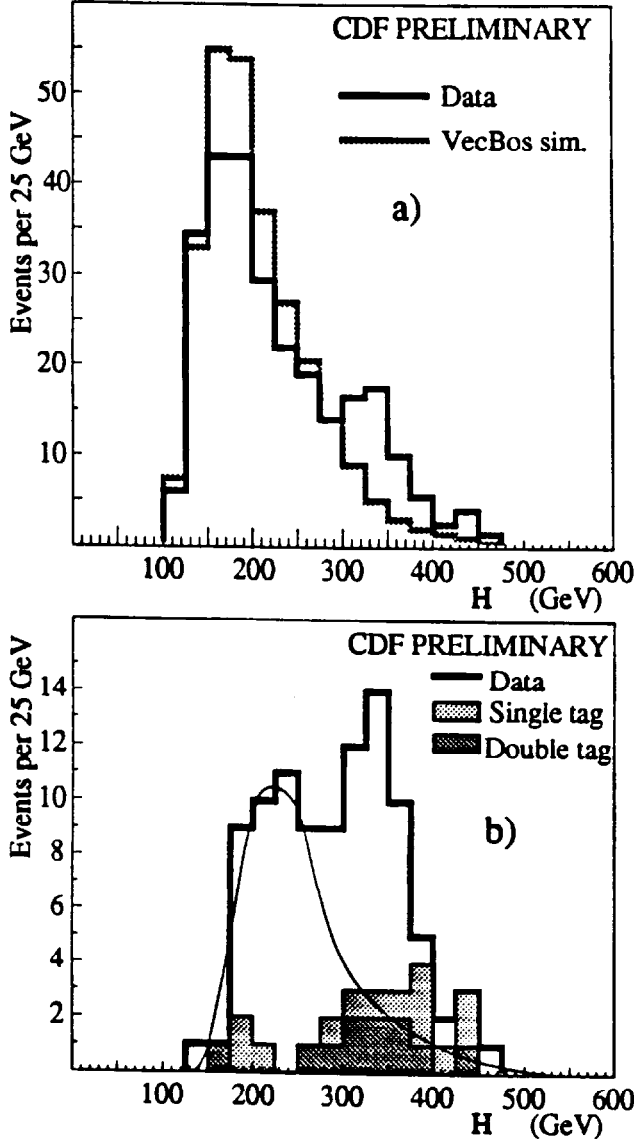 CDF PRELIMINARY
Data
VecBos sim.
a)
Events per 25 GeV
50
40
30
20
10
100 200 300 400 500 600
H (GeV)
CDF PRELIMINARY
Data
Single tag
Double tag
b)
Events per 25 GeV
14
12
10
8
6
4
2
100 200 300 400 500 600
H (GeV)